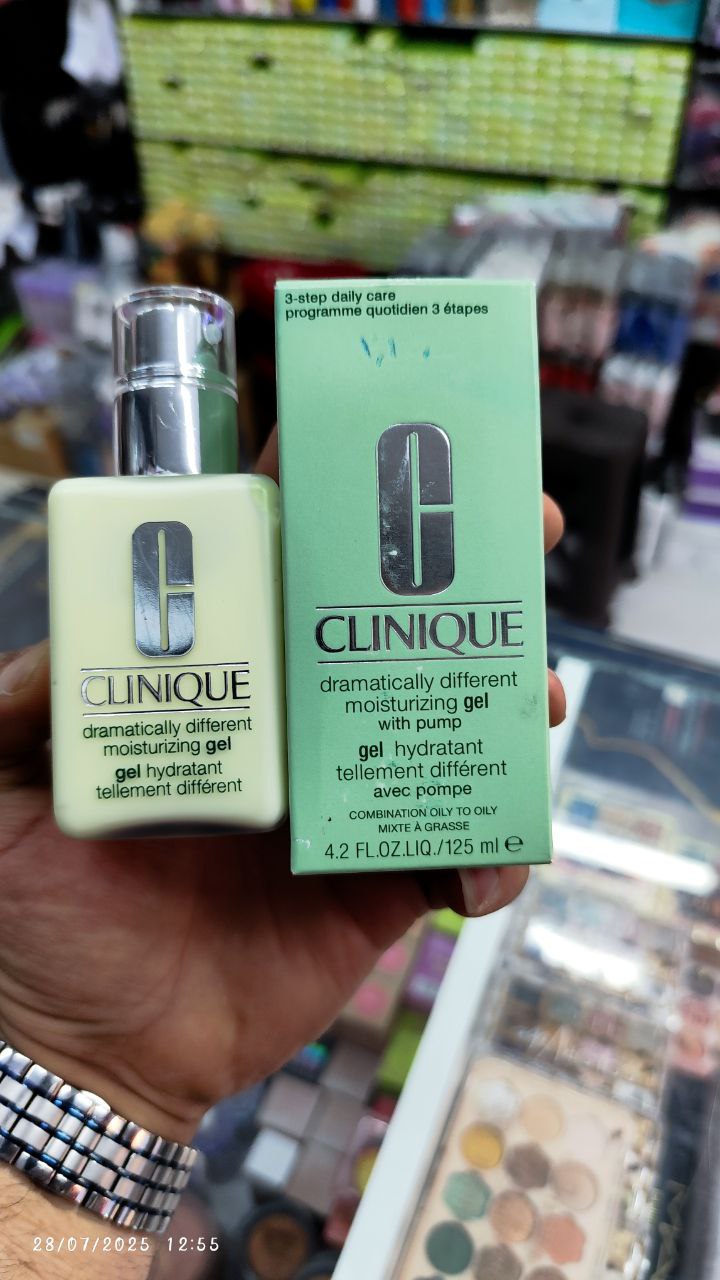 3-step daily care
programme quotidien 3 étapes
C
CLINIQUE
dramatically different
moisturizing gel
with pump
gel hydratant
tellement différent
avec pompe
COMBINATION OILY TO OILY
MIXTE À GRASSE
4.2 FL.OZ.LIQ./125 ml ℮
C
CLINIQUE
dramatically different
moisturizing gel
gel hydratant
tellement différent
28/07/2025 12:55